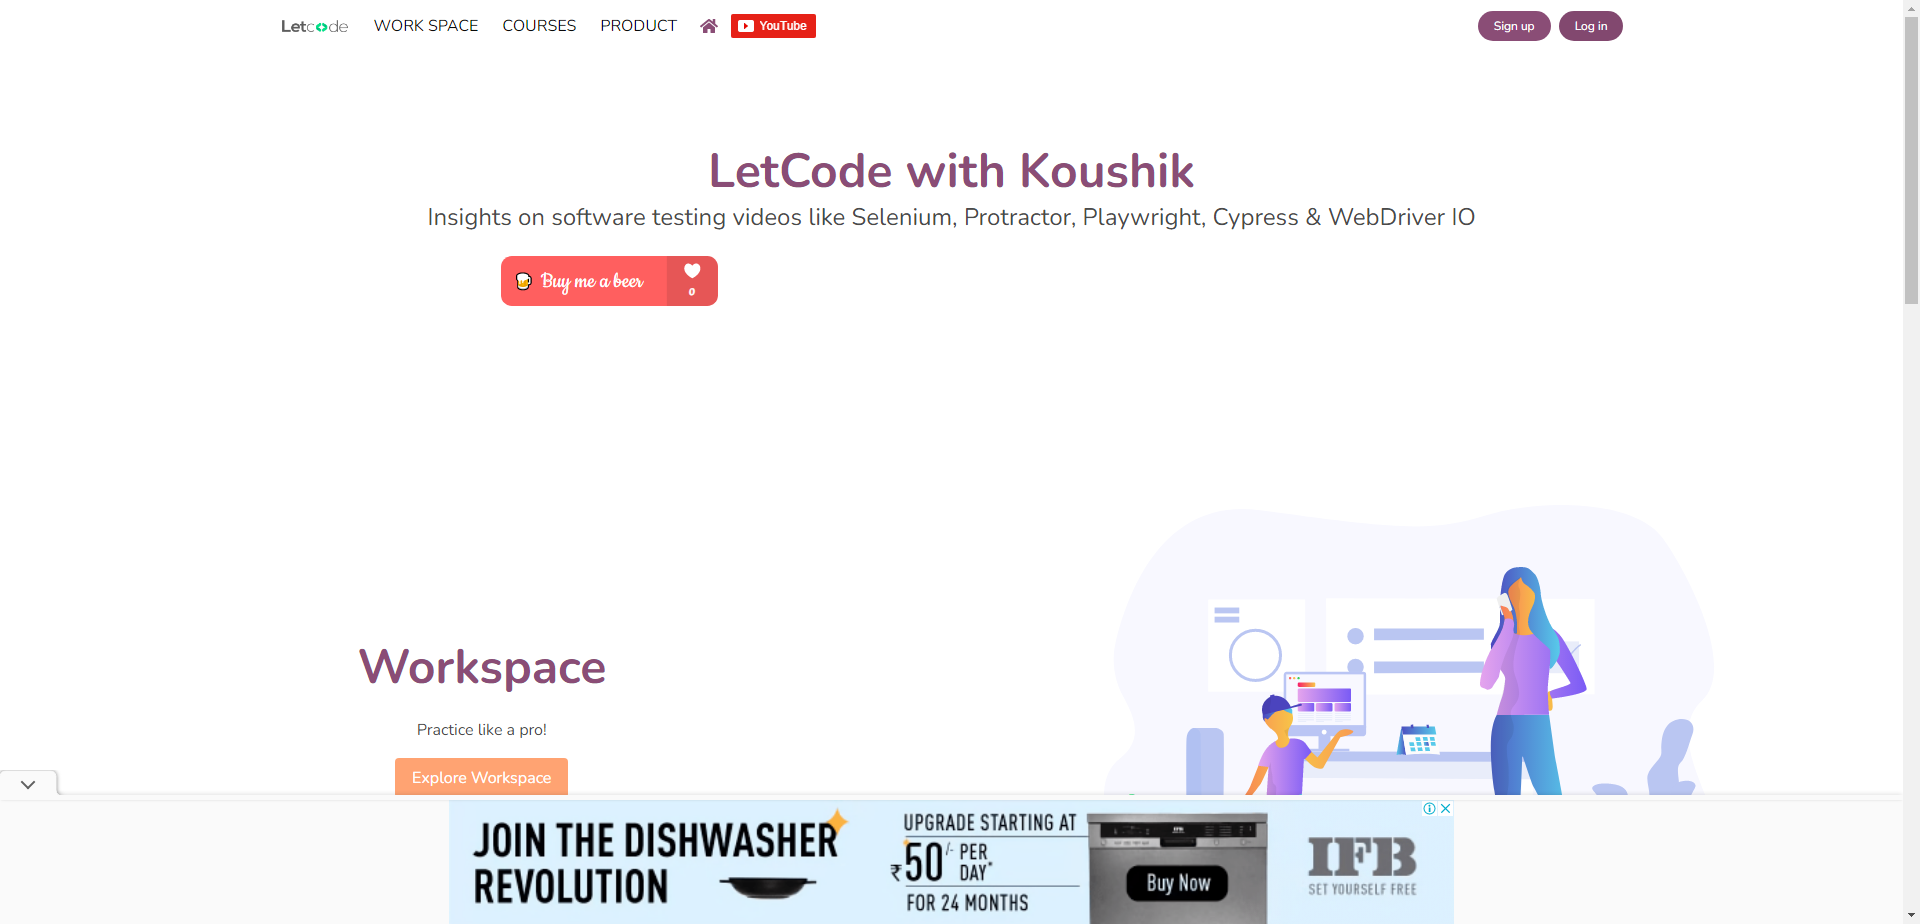 Letcode WORK SPACE COURSES PRODUCT YouTube Sign up Log in
LetCode with Koushik
Insights on software testing videos like Selenium, Protractor, Playwright, Cypress & WebDriver IO
Buy me a beer
0
Workspace
Practice like a pro!
Explore Workspace
JOIN THE DISHWASHER
REVOLUTION
UPGRADE STARTING AT
₹50/- PER
DAY*
FOR 24 MONTHS
IFB
Buy Now
IFB
SET YOURSELF FREE